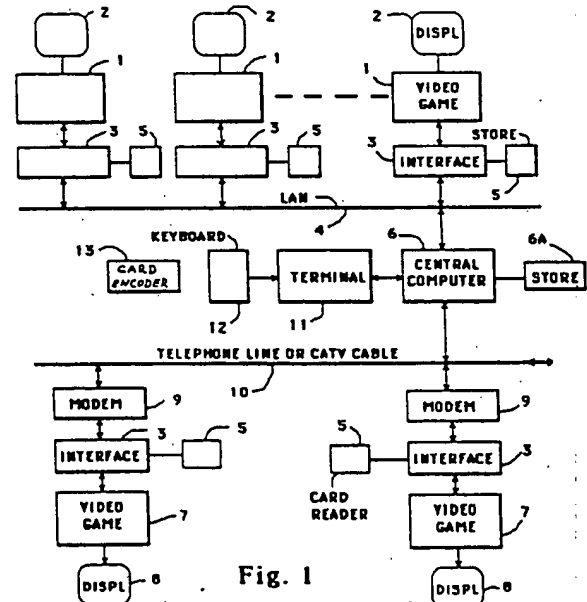 2 2 2 DISPL
1 1 1 VIDEO GAME
3 5 3 5 STORE
3 INTERFACE 5
LAN
4
13 CARD ENCODER
KEYBOARD 12
TERMINAL 11
6 CENTRAL COMPUTER
6A STORE
TELEPHONE LINE OR CATV CABLE
10
MODEM 9 MODEM 9
3 INTERFACE 5 5 INTERFACE 3
CARD READER
VIDEO GAME 7 VIDEO GAME 7
DISPL 8 Fig. 1 DISPL 8